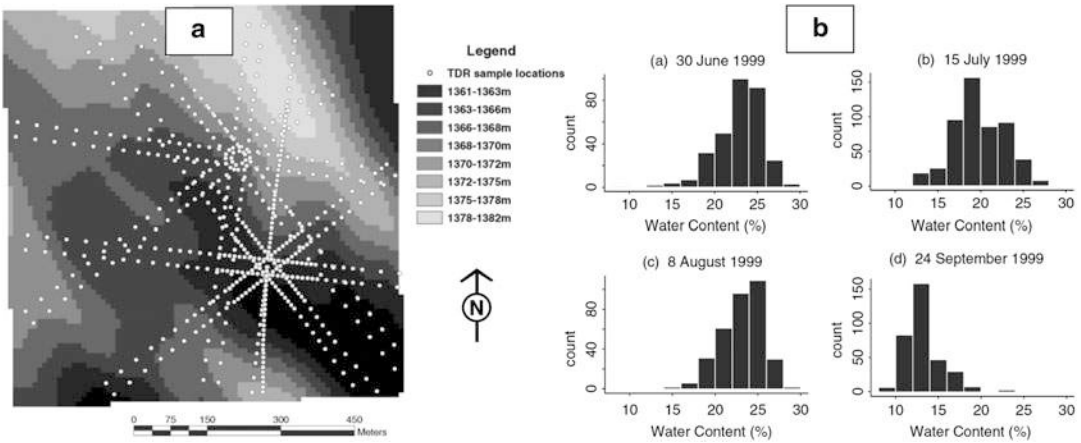 a
Legend
TDR sample locations
1361-1363m
1363-1366m
1366-1368m
1368-1370m
1370-1372m
1372-1375m
1375-1378m
1378-1382m
N
0 75 150 300 450
Meters
b
(a) 30 June 1999
count
0 40 80
10 15 20 25 30
Water Content (%)
(b) 15 July 1999
count
0 50 100 150
10 15 20 25 30
Water Content (%)
(c) 8 August 1999
count
0 40 80
10 15 20 25 30
Water Content (%)
(d) 24 September 1999
count
0 50 100 150
10 15 20 25 30
Water Content (%)